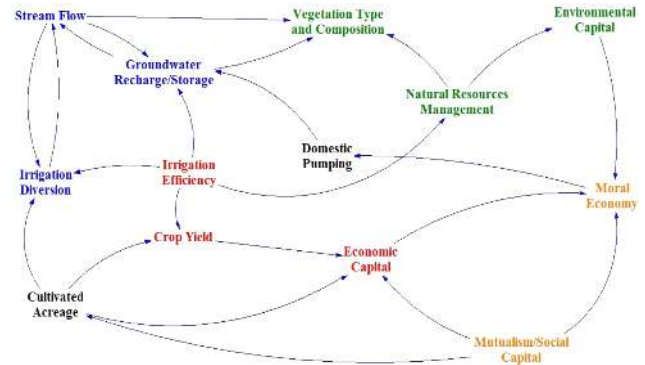 Stream Flow
Vegetation Type
and Composition
Environmental
Capital
Groundwater
Recharge/Storage
Natural Resources
Management
Domestic
Pumping
Irrigation
Diversion
Irrigation
Efficiency
Moral
Economy
Crop Yield
Economic
Capital
Cultivated
Acreage
Mutualism/Social
Capital